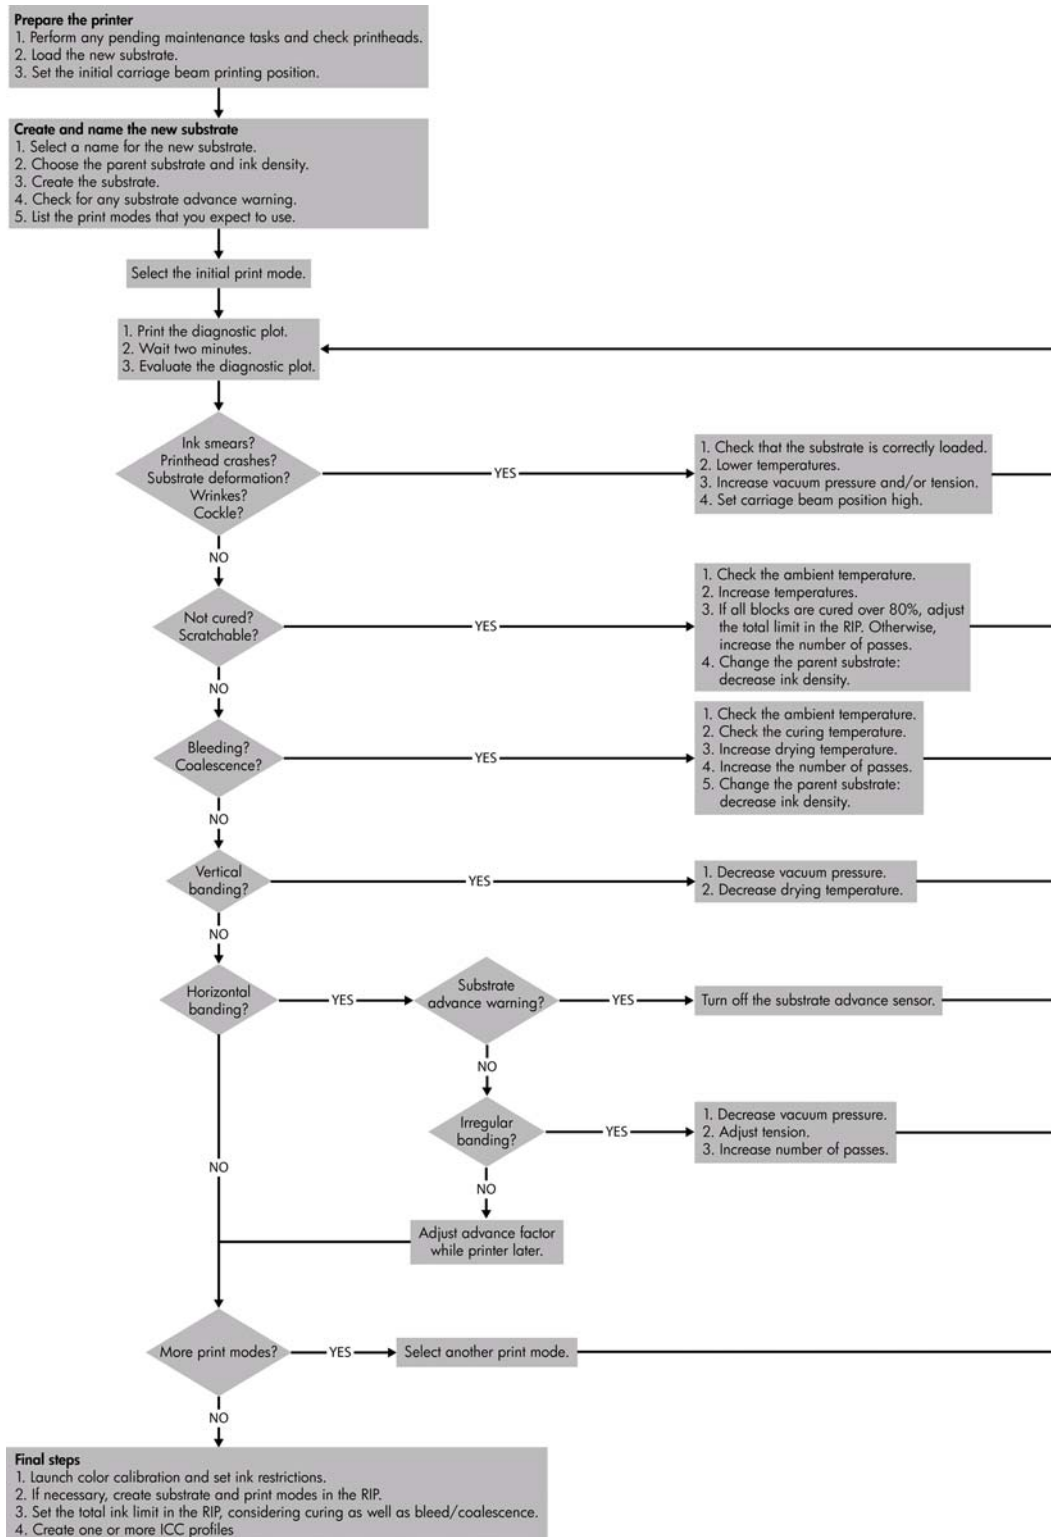 Prepare the printer
1. Perform any pending maintenance tasks and check printheads.
2. Load the new substrate.
3. Set the initial carriage beam printing position.
Create and name the new substrate
1. Select a name for the new substrate.
2. Choose the parent substrate and ink density.
3. Create the substrate.
4. Check for any substrate advance warning.
5. List the print modes that you expect to use.
Select the initial print mode.
1. Print the diagnostic plot.
2. Wait two minutes.
3. Evaluate the diagnostic plot.
Ink smears?
Printhead crashes?
Substrate deformation?
Wrinkes?
Cockle?
YES
1. Check that the substrate is correctly loaded.
2. Lower temperatures.
3. Increase vacuum pressure and/or tension.
4. Set carriage beam position high.
NO
Not cured?
Scratchable?
YES
1. Check the ambient temperature.
2. Increase temperatures.
3. If all blocks are cured over 80%, adjust
the total limit in the RIP. Otherwise,
increase the number of passes.
4. Change the parent substrate:
decrease ink density.
NO
Bleeding?
Coalescence?
YES
1. Check the ambient temperature.
2. Check the curing temperature.
3. Increase drying temperature.
4. Increase the number of passes.
5. Change the parent substrate:
decrease ink density.
NO
Vertical
banding?
YES
1. Decrease vacuum pressure.
2. Decrease drying temperature.
NO
Horizontal
banding?
YES
Substrate
advance warning?
YES
Turn off the substrate advance sensor.
NO
Irregular
banding?
YES
1. Decrease vacuum pressure.
2. Adjust tension.
3. Increase number of passes.
NO
NO
Adjust advance factor
while printer later.
More print modes?
YES
Select another print mode.
NO
Final steps
1. Launch color calibration and set ink restrictions.
2. If necessary, create substrate and print modes in the RIP.
3. Set the total ink limit in the RIP, considering curing as well as bleed/coalescence.
4. Create one or more ICC profiles